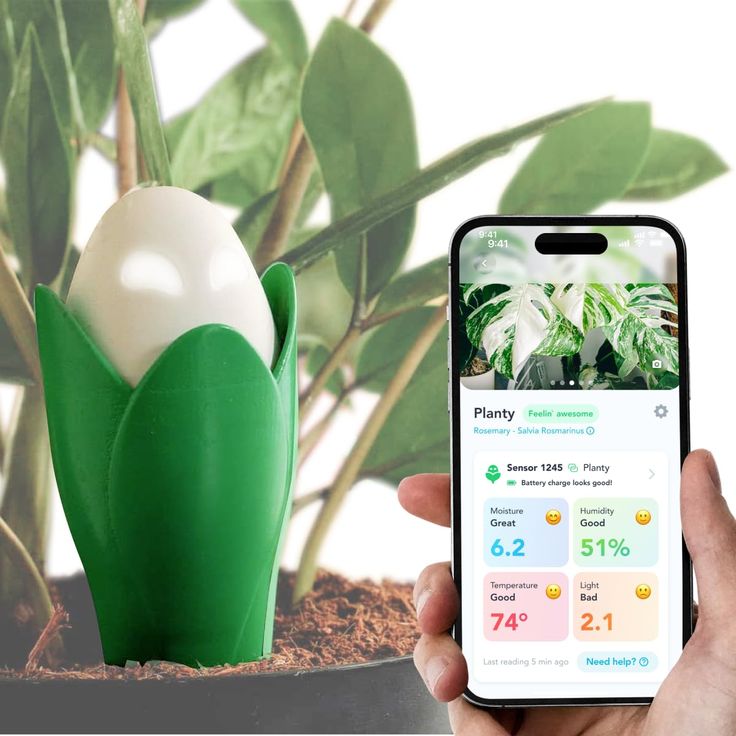 9:41
9:41
Planty Feelin' awesome
Rosemary - Salvia Rosmarinus
Sensor 1245 Planty
Battery charge looks good!
Moisture
Great
6.2
Humidity
Good
51%
Temperature
Good
74°
Light
Bad
2.1
Last reading 5 min ago Need help?